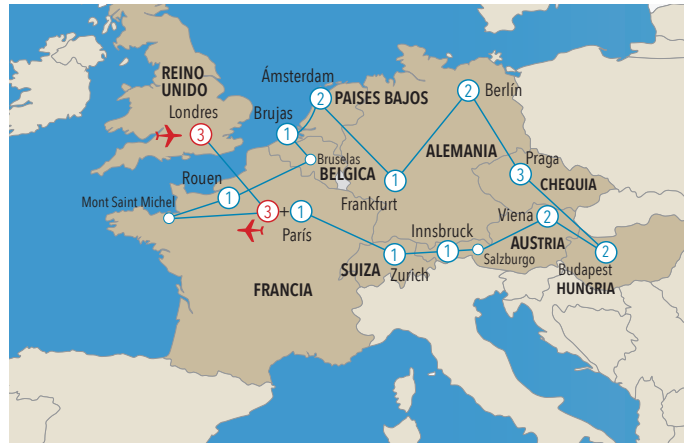 REINO
UNIDO
Londres
3
Ámsterdam
2
PAISES BAJOS
Brujas
1
Bruselas
BELGICA
Berlín
2
ALEMANIA
1
Frankfurt
Praga
3
CHEQUIA
Rouen
1
Mont Saint Michel
3
+
1
París
FRANCIA
SUIZA
1
Zurich
Innsbruck
1
Salzburgo
Viena
2
AUSTRIA
2
Budapest
HUNGRIA